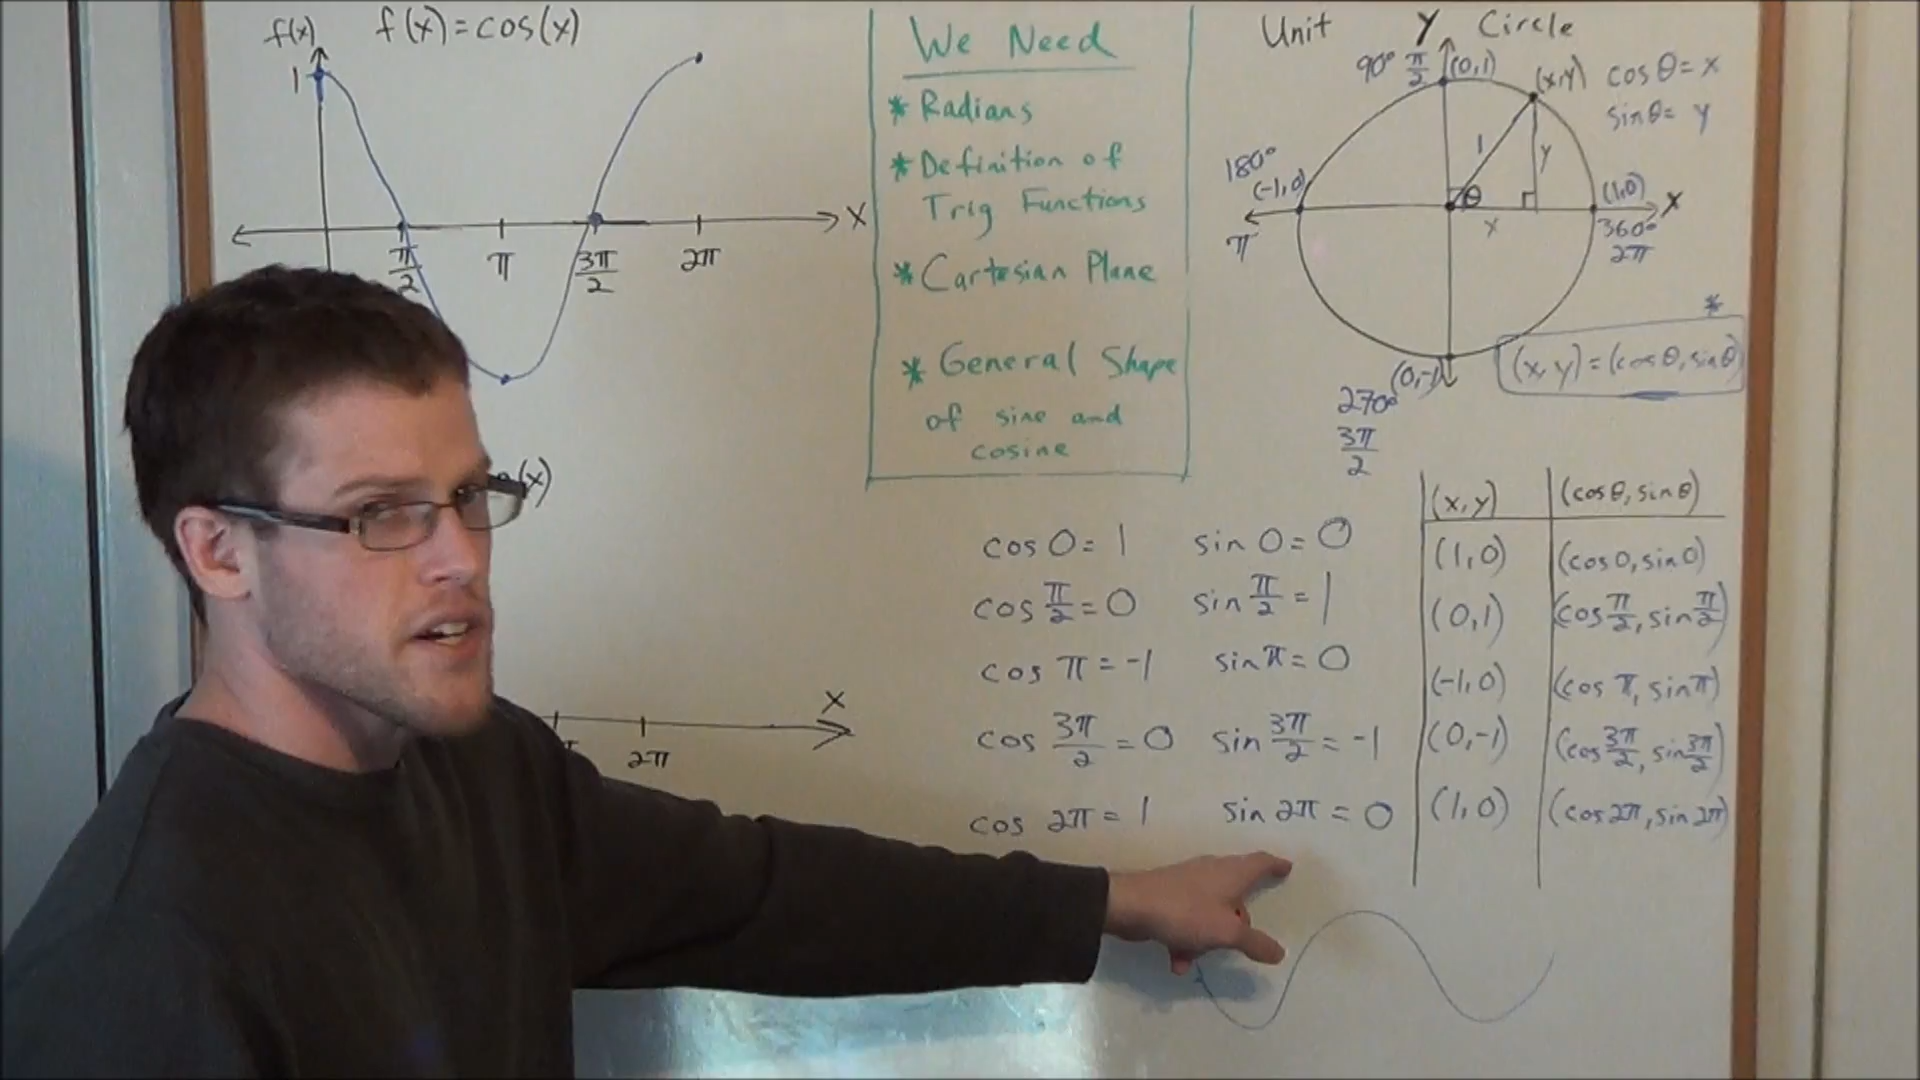 f(x)
f(x) = cos(x)
1
X
π/2
π
3π/2
2π
(x)
X
2π
We Need
* Radians
* Definition of
Trig Functions
* Cartesian Plane
* General Shape
of sine and
cosine
Unit Y Circle
90° π/2 (0,1)
(x,y) cos θ = x
sin θ = y
180°
(-1,0)
π
1
y
θ
x
(1,0) X
360°
2π
*
(x, y) = (cos θ, sin θ)
(0,-1)
270°
3π/2
cos 0 = 1 sin 0 = 0
cos π/2 = 0 sin π/2 = 1
cos π = -1 sin π = 0
cos 3π/2 = 0 sin 3π/2 = -1
cos 2π = 1 sin 2π = 0
(x, y) (cos θ, sin θ)
(1, 0) (cos 0, sin 0)
(0, 1) (cos π/2, sin π/2)
(-1, 0) (cos π, sin π)
(0, -1) (cos 3π/2, sin 3π/2)
(1, 0) (cos 2π, sin 2π)